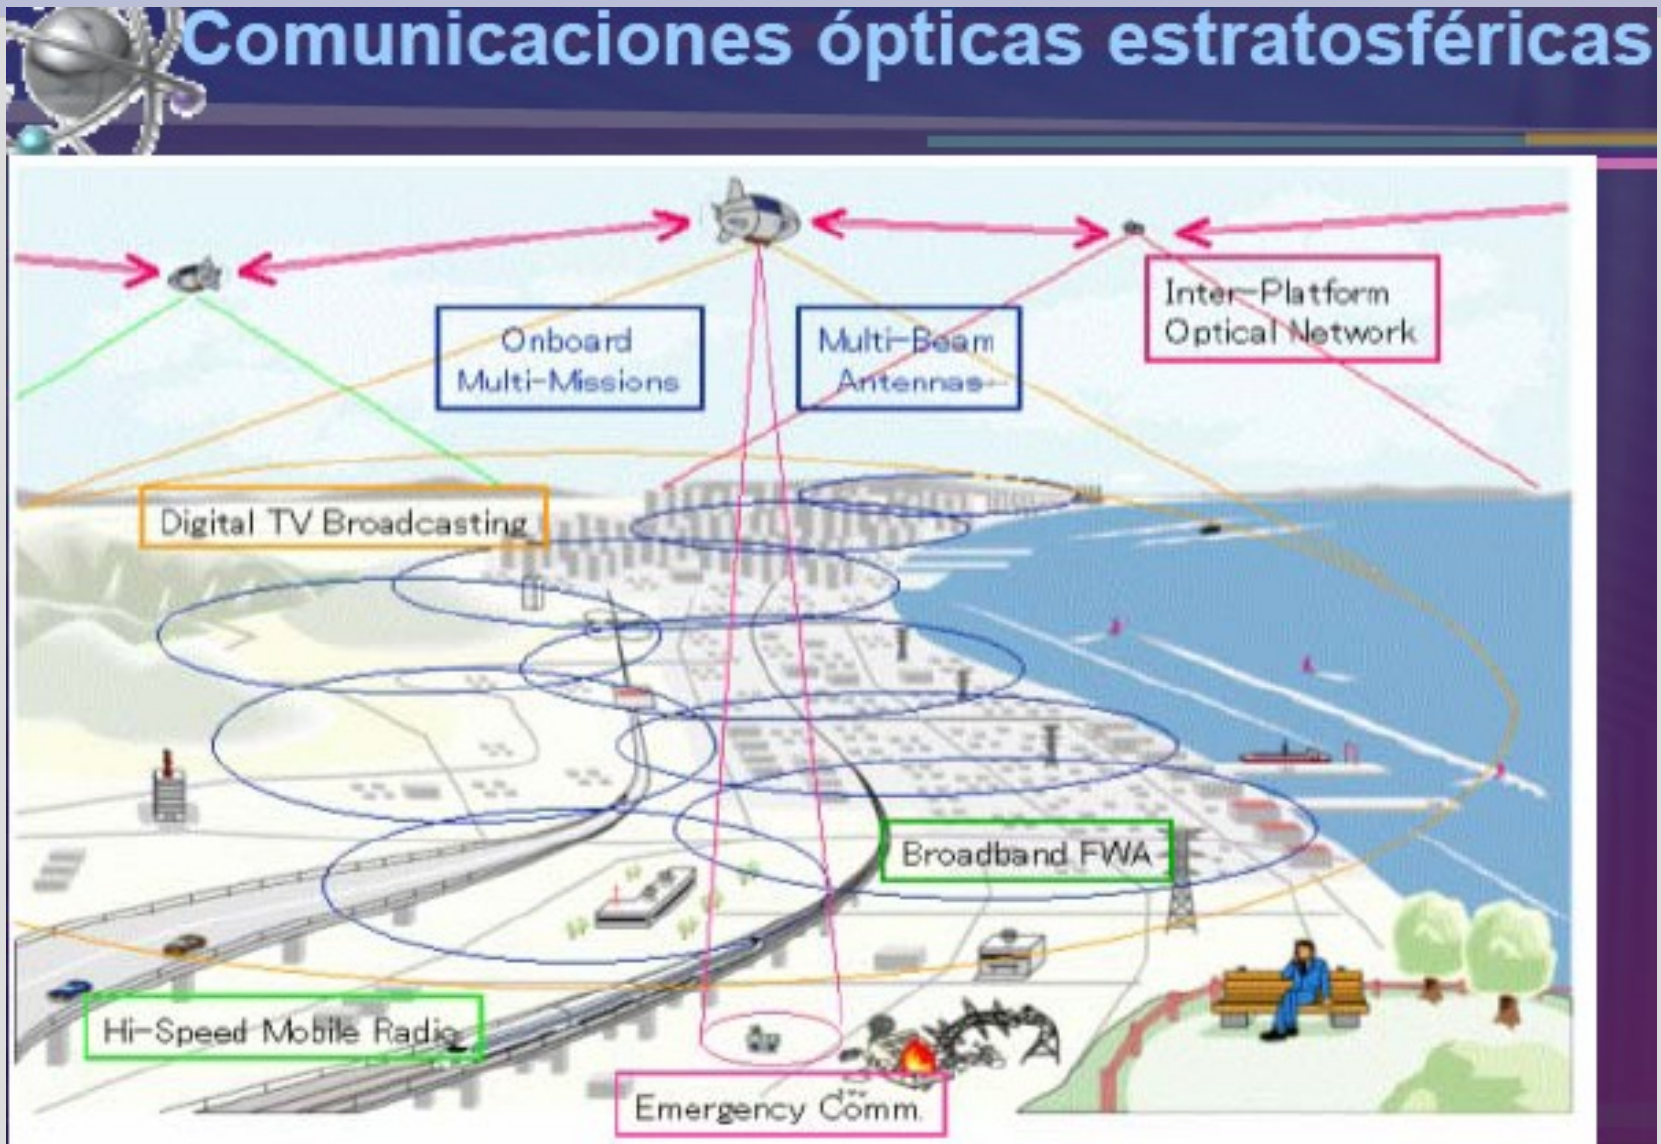 Comunicaciones ópticas estratosféricas
Inter-Platform
Optical Network
Onboard
Multi-Missions
Multi-Beam
Antennas
Digital TV Broadcasting
Broadband FWA
Hi-Speed Mobile Radio
Emergency Comm.